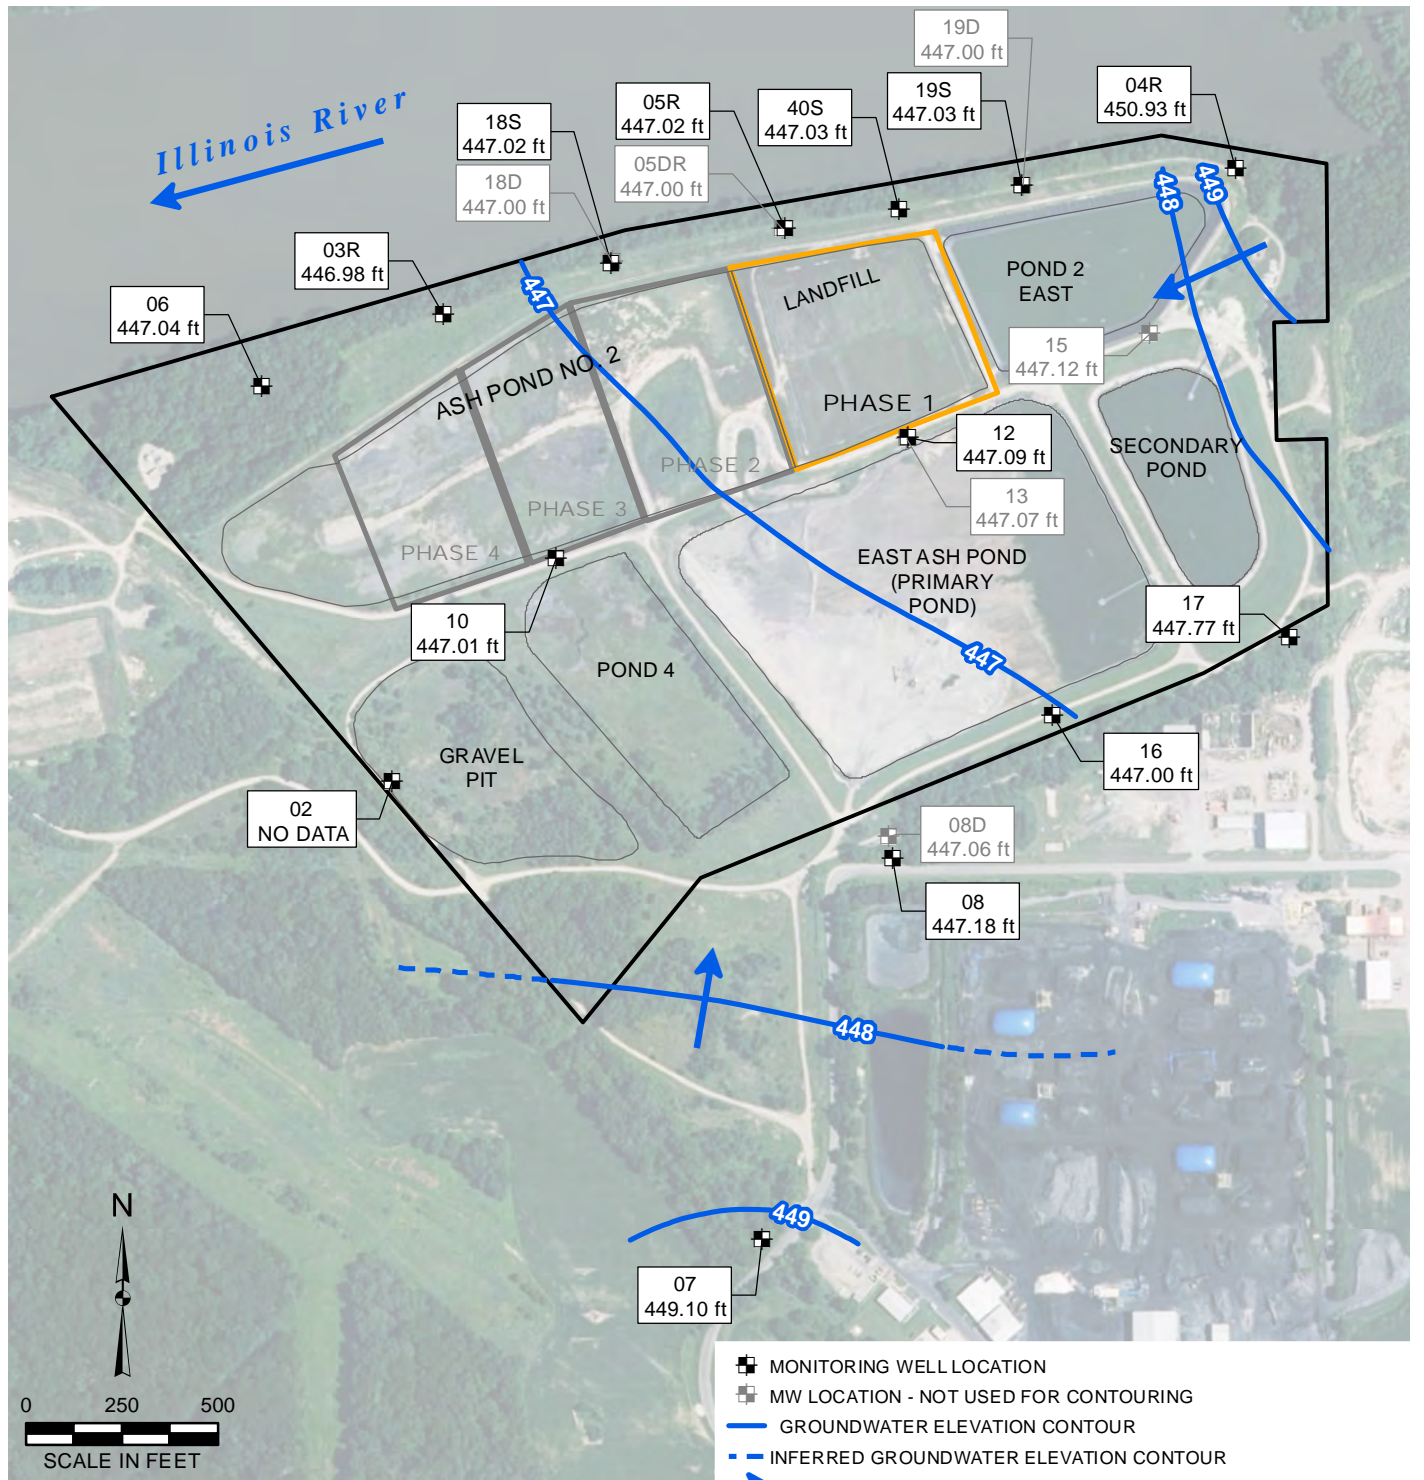 19D
447.00 ft
04R
450.93 ft
19S
447.03 ft
40S
447.03 ft
05R
447.02 ft
18S
447.02 ft
Illinois River
05DR
447.00 ft
18D
447.00 ft
03R
446.98 ft
06
447.04 ft
448
449
447
LANDFILL
POND 2
EAST
15
447.12 ft
ASH POND NO. 2
PHASE 1
12
447.09 ft
SECONDARY
POND
PHASE 2
13
447.07 ft
PHASE 3
PHASE 4
EAST ASH POND
(PRIMARY
POND)
10
447.01 ft
17
447.77 ft
POND 4
447
GRAVEL
PIT
16
447.00 ft
02
NO DATA
08D
447.06 ft
08
447.18 ft
448
449
07
449.10 ft
N
0 250 500
SCALE IN FEET
MONITORING WELL LOCATION
MW LOCATION - NOT USED FOR CONTOURING
GROUNDWATER ELEVATION CONTOUR
INFERRED GROUNDWATER ELEVATION CONTOUR